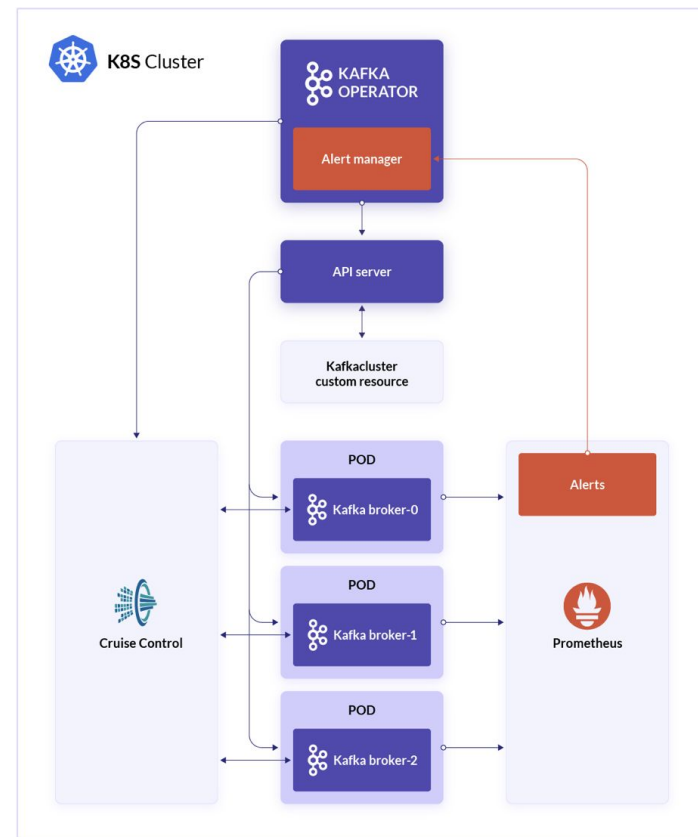 K8S Cluster
KAFKA
OPERATOR
Alert manager
API server
Kafkacluster
custom resource
POD
Kafka broker-0
Alerts
POD
Kafka broker-1
Cruise Control
Prometheus
POD
Kafka broker-2